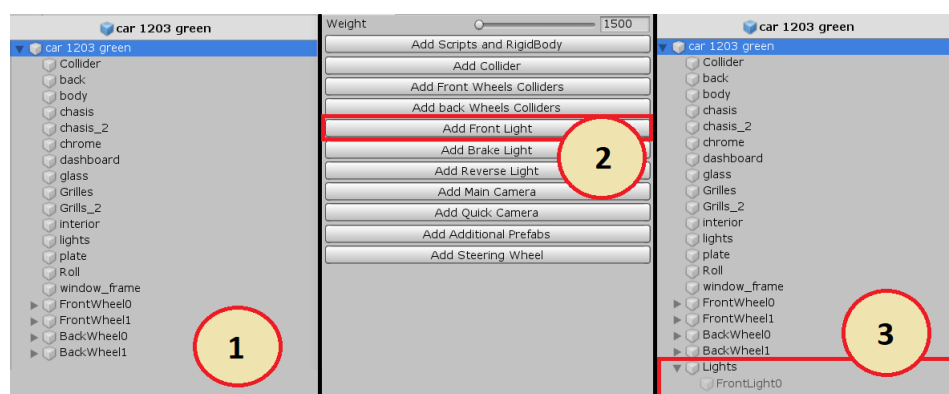 car 1203 green
car 1203 green
Collider
back
body
chasis
chasis_2
chrome
dashboard
glass
Grilles
Grills_2
interior
lights
plate
Roll
window_frame
FrontWheel0
FrontWheel1
BackWheel0
BackWheel1
1
Weight 1500
Add Scripts and RigidBody
Add Collider
Add Front Wheels Colliders
Add back Wheels Colliders
Add Front Light
Add Brake Light
Add Reverse Light
Add Main Camera
Add Quick Camera
Add Additional Prefabs
Add Steering Wheel
2
car 1203 green
car 1203 green
Collider
back
body
chasis
chasis_2
chrome
dashboard
glass
Grilles
Grills_2
interior
lights
plate
Roll
window_frame
FrontWheel0
FrontWheel1
BackWheel0
BackWheel1
Lights
FrontLight0
3